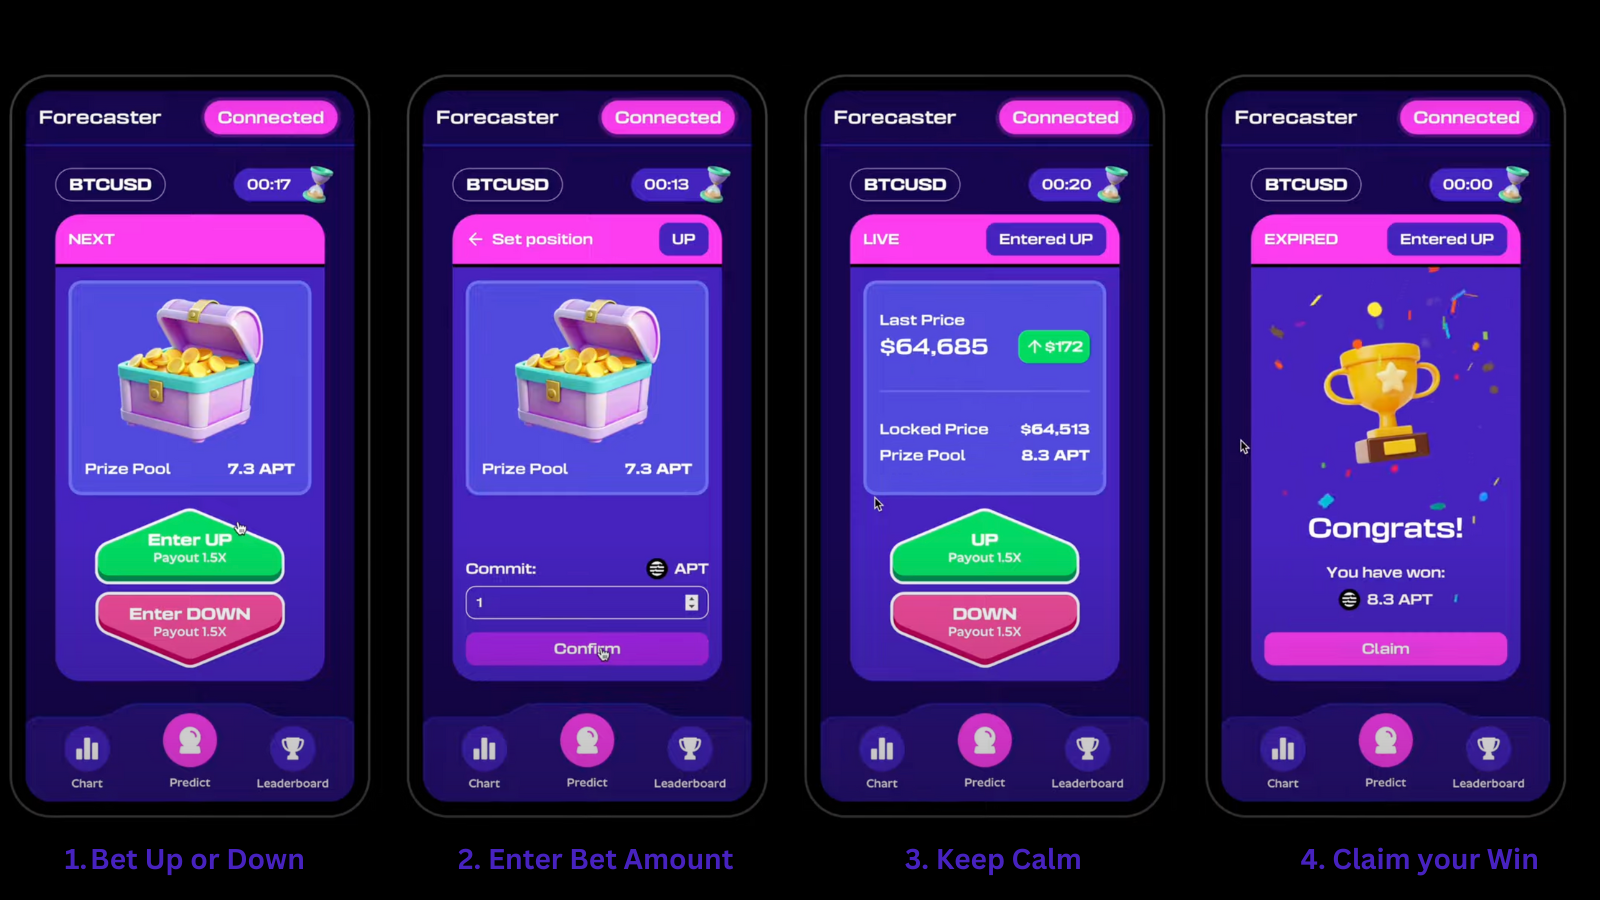 Forecaster
Connected
BTCUSD
00:17
NEXT
Prize Pool 7.3 APT
Enter UP
Payout 1.5X
Enter DOWN
Payout 1.5X
Chart
Predict
Leaderboard
1. Bet Up or Down
Forecaster
Connected
BTCUSD
00:13
← Set position
UP
Prize Pool 7.3 APT
Commit: APT
1
Confirm
Chart
Predict
Leaderboard
2. Enter Bet Amount
Forecaster
Connected
BTCUSD
00:20
LIVE
Entered UP
Last Price
$64,685
↑ $172
Locked Price $64,513
Prize Pool 8.3 APT
UP
Payout 1.5X
DOWN
Payout 1.5X
Chart
Predict
Leaderboard
3. Keep Calm
Forecaster
Connected
BTCUSD
00:00
EXPIRED
Entered UP
Congrats!
You have won:
8.3 APT
Claim
Chart
Predict
Leaderboard
4. Claim your Win